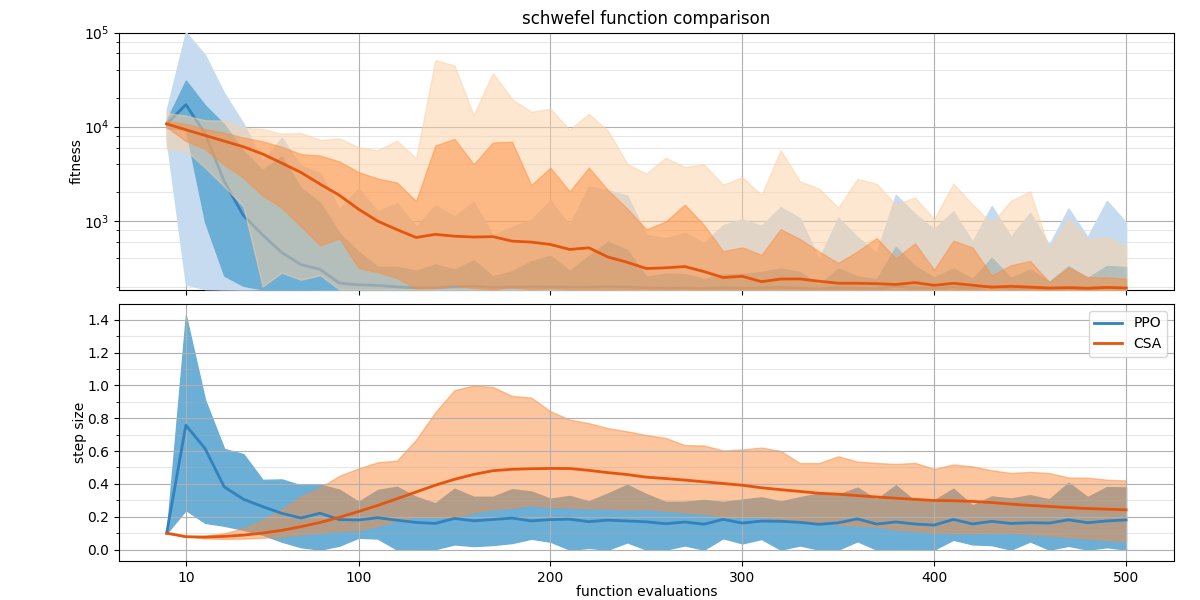 schwefel function comparison
10^5
10^4
10^3
fitness
1.4
1.2
1.0
0.8
0.6
0.4
0.2
0.0
step size
PPO
CSA
10 100 200 300 400 500
function evaluations